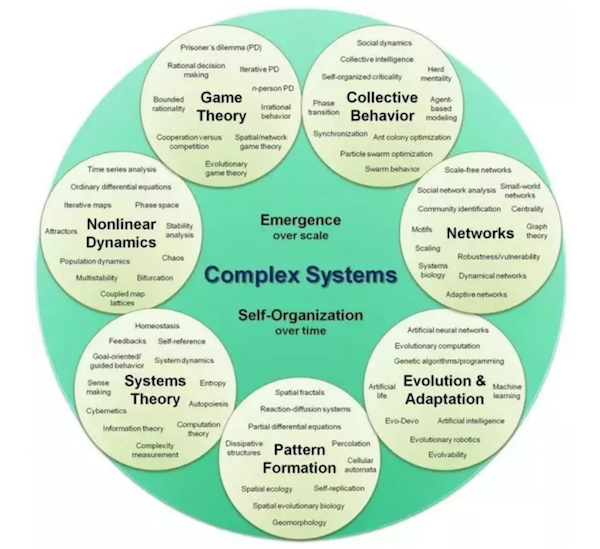 Prisoner's dilemma (PD)
Rational decision
making
Iterative PD
n-person PD
Bounded
rationality
Game
Theory
Irrational
behavior
Cooperation versus
competition
Spatial/network
game theory
Evolutionary
game theory
Social dynamics
Collective intelligence
Self-organized criticality
Herd
mentality
Phase
transition
Collective
Behavior
Agent-
based
modeling
Synchronization
Ant colony optimization
Particle swarm optimization
Swarm behavior
Time series analysis
Ordinary differential equations
Iterative maps
Phase space
Attractors
Nonlinear
Dynamics
Stability
analysis
Population dynamics
Chaos
Multistability
Bifurcation
Coupled map
lattices
Emergence
over scale
Complex Systems
Self-Organization
over time
Scale-free networks
Social network analysis
Small-world
networks
Community identification
Centrality
Motifs
Networks
Graph
theory
Scaling
Robustness/vulnerability
Systems
biology
Dynamical networks
Adaptive networks
Homeostasis
Feedbacks
Self-reference
Goal-oriented/
guided behavior
System dynamics
Sense
making
Systems
Theory
Entropy
Cybernetics
Autopoiesis
Information theory
Computation
theory
Complexity
measurement
Spatial fractals
Reaction-diffusion systems
Partial differential equations
Dissipative
structures
Pattern
Formation
Percolation
Cellular
automata
Spatial ecology
Self-replication
Spatial evolutionary biology
Geomorphology
Artificial neural networks
Evolutionary computation
Genetic algorithms/programming
Artificial
life
Evolution &
Adaptation
Machine
learning
Evo-Devo
Artificial intelligence
Evolutionary robotics
Evolvability